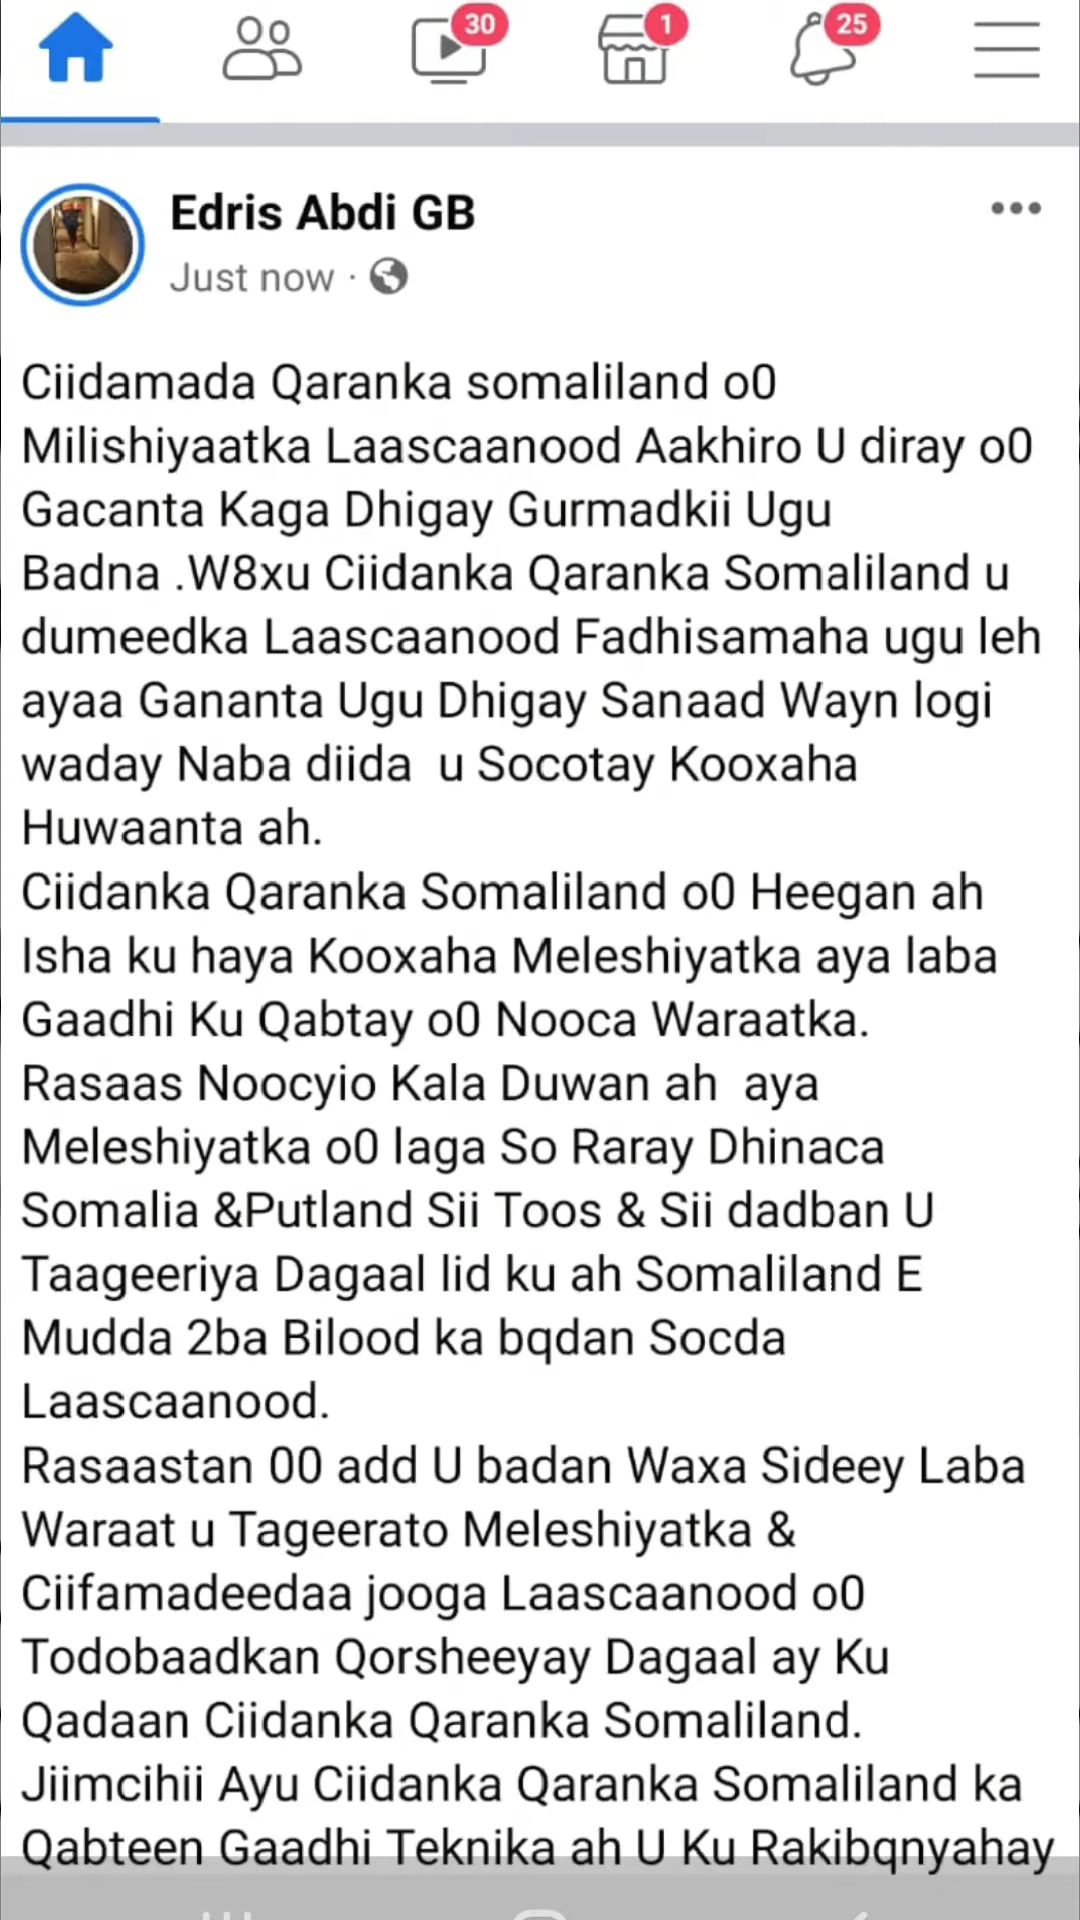 30
1
25
Edris Abdi GB
Just now ·
Ciidamada Qaranka somaliland o0
Milishiyaatka Laascaanood Aakhiro U diray o0
Gacanta Kaga Dhigay Gurmadkii Ugu
Badna .W8xu Ciidanka Qaranka Somaliland u
dumeedka Laascaanood Fadhisamaha ugu leh
ayaa Gananta Ugu Dhigay Sanaad Wayn logi
waday Naba diida  u Socotay Kooxaha
Huwaanta ah.
Ciidanka Qaranka Somaliland o0 Heegan ah
Isha ku haya Kooxaha Meleshiyatka aya laba
Gaadhi Ku Qabtay o0 Nooca Waraatka.
Rasaas Noocyio Kala Duwan ah  aya
Meleshiyatka o0 laga So Raray Dhinaca
Somalia &Putland Sii Toos & Sii dadban U
Taageeriya Dagaal lid ku ah Somaliland E
Mudda 2ba Bilood ka bqdan Socda
Laascaanood.
Rasaastan 00 add U badan Waxa Sideey Laba
Waraat u Tageerato Meleshiyatka &
Ciifamadeedaa jooga Laascaanood o0
Todobaadkan Qorsheeyay Dagaal ay Ku
Qadaan Ciidanka Qaranka Somaliland.
Jiimcihii Ayu Ciidanka Qaranka Somaliland ka
Qabteen Gaadhi Teknika ah U Ku Rakibqnyahay